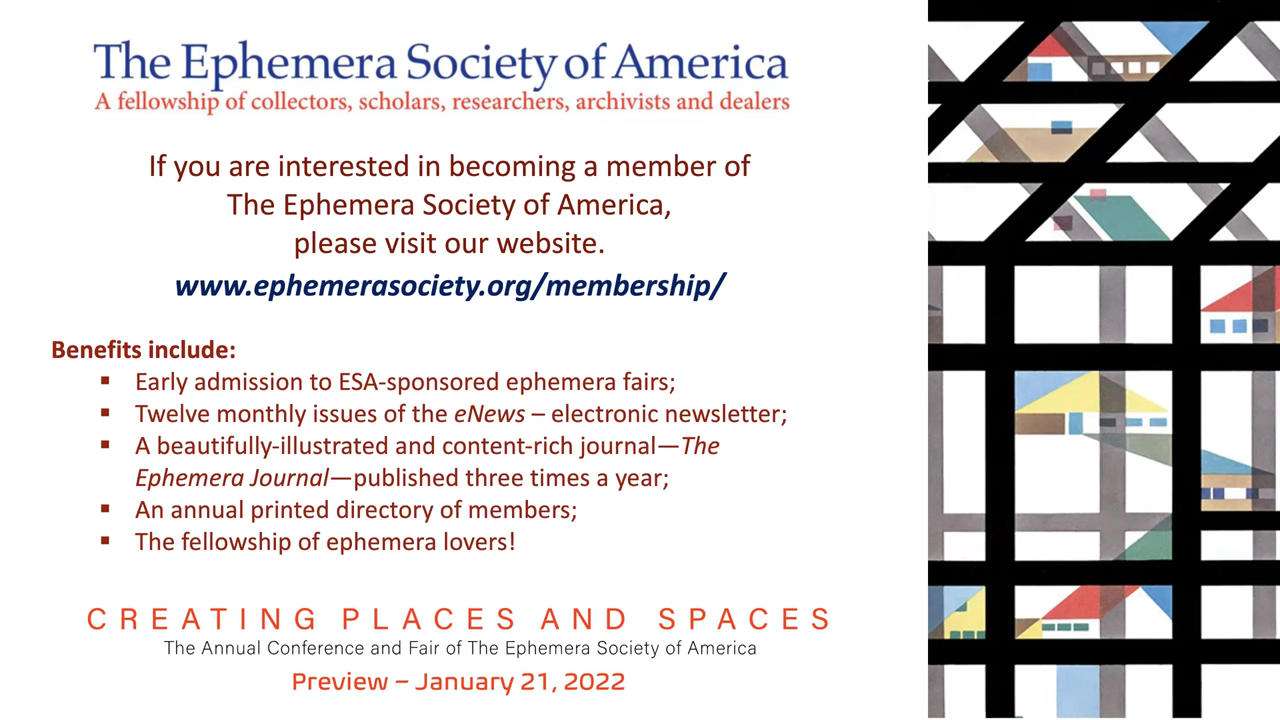 The Ephemera Society of America
A fellowship of collectors, scholars, researchers, archivists and dealers
If you are interested in becoming a member of
The Ephemera Society of America,
please visit our website.
www.ephemerasociety.org/membership/
Benefits include:
▪ Early admission to ESA-sponsored ephemera fairs;
▪ Twelve monthly issues of the eNews – electronic newsletter;
▪ A beautifully-illustrated and content-rich journal—The
Ephemera Journal—published three times a year;
▪ An annual printed directory of members;
▪ The fellowship of ephemera lovers!
CREATING PLACES AND SPACES
The Annual Conference and Fair of The Ephemera Society of America
Preview – January 21, 2022